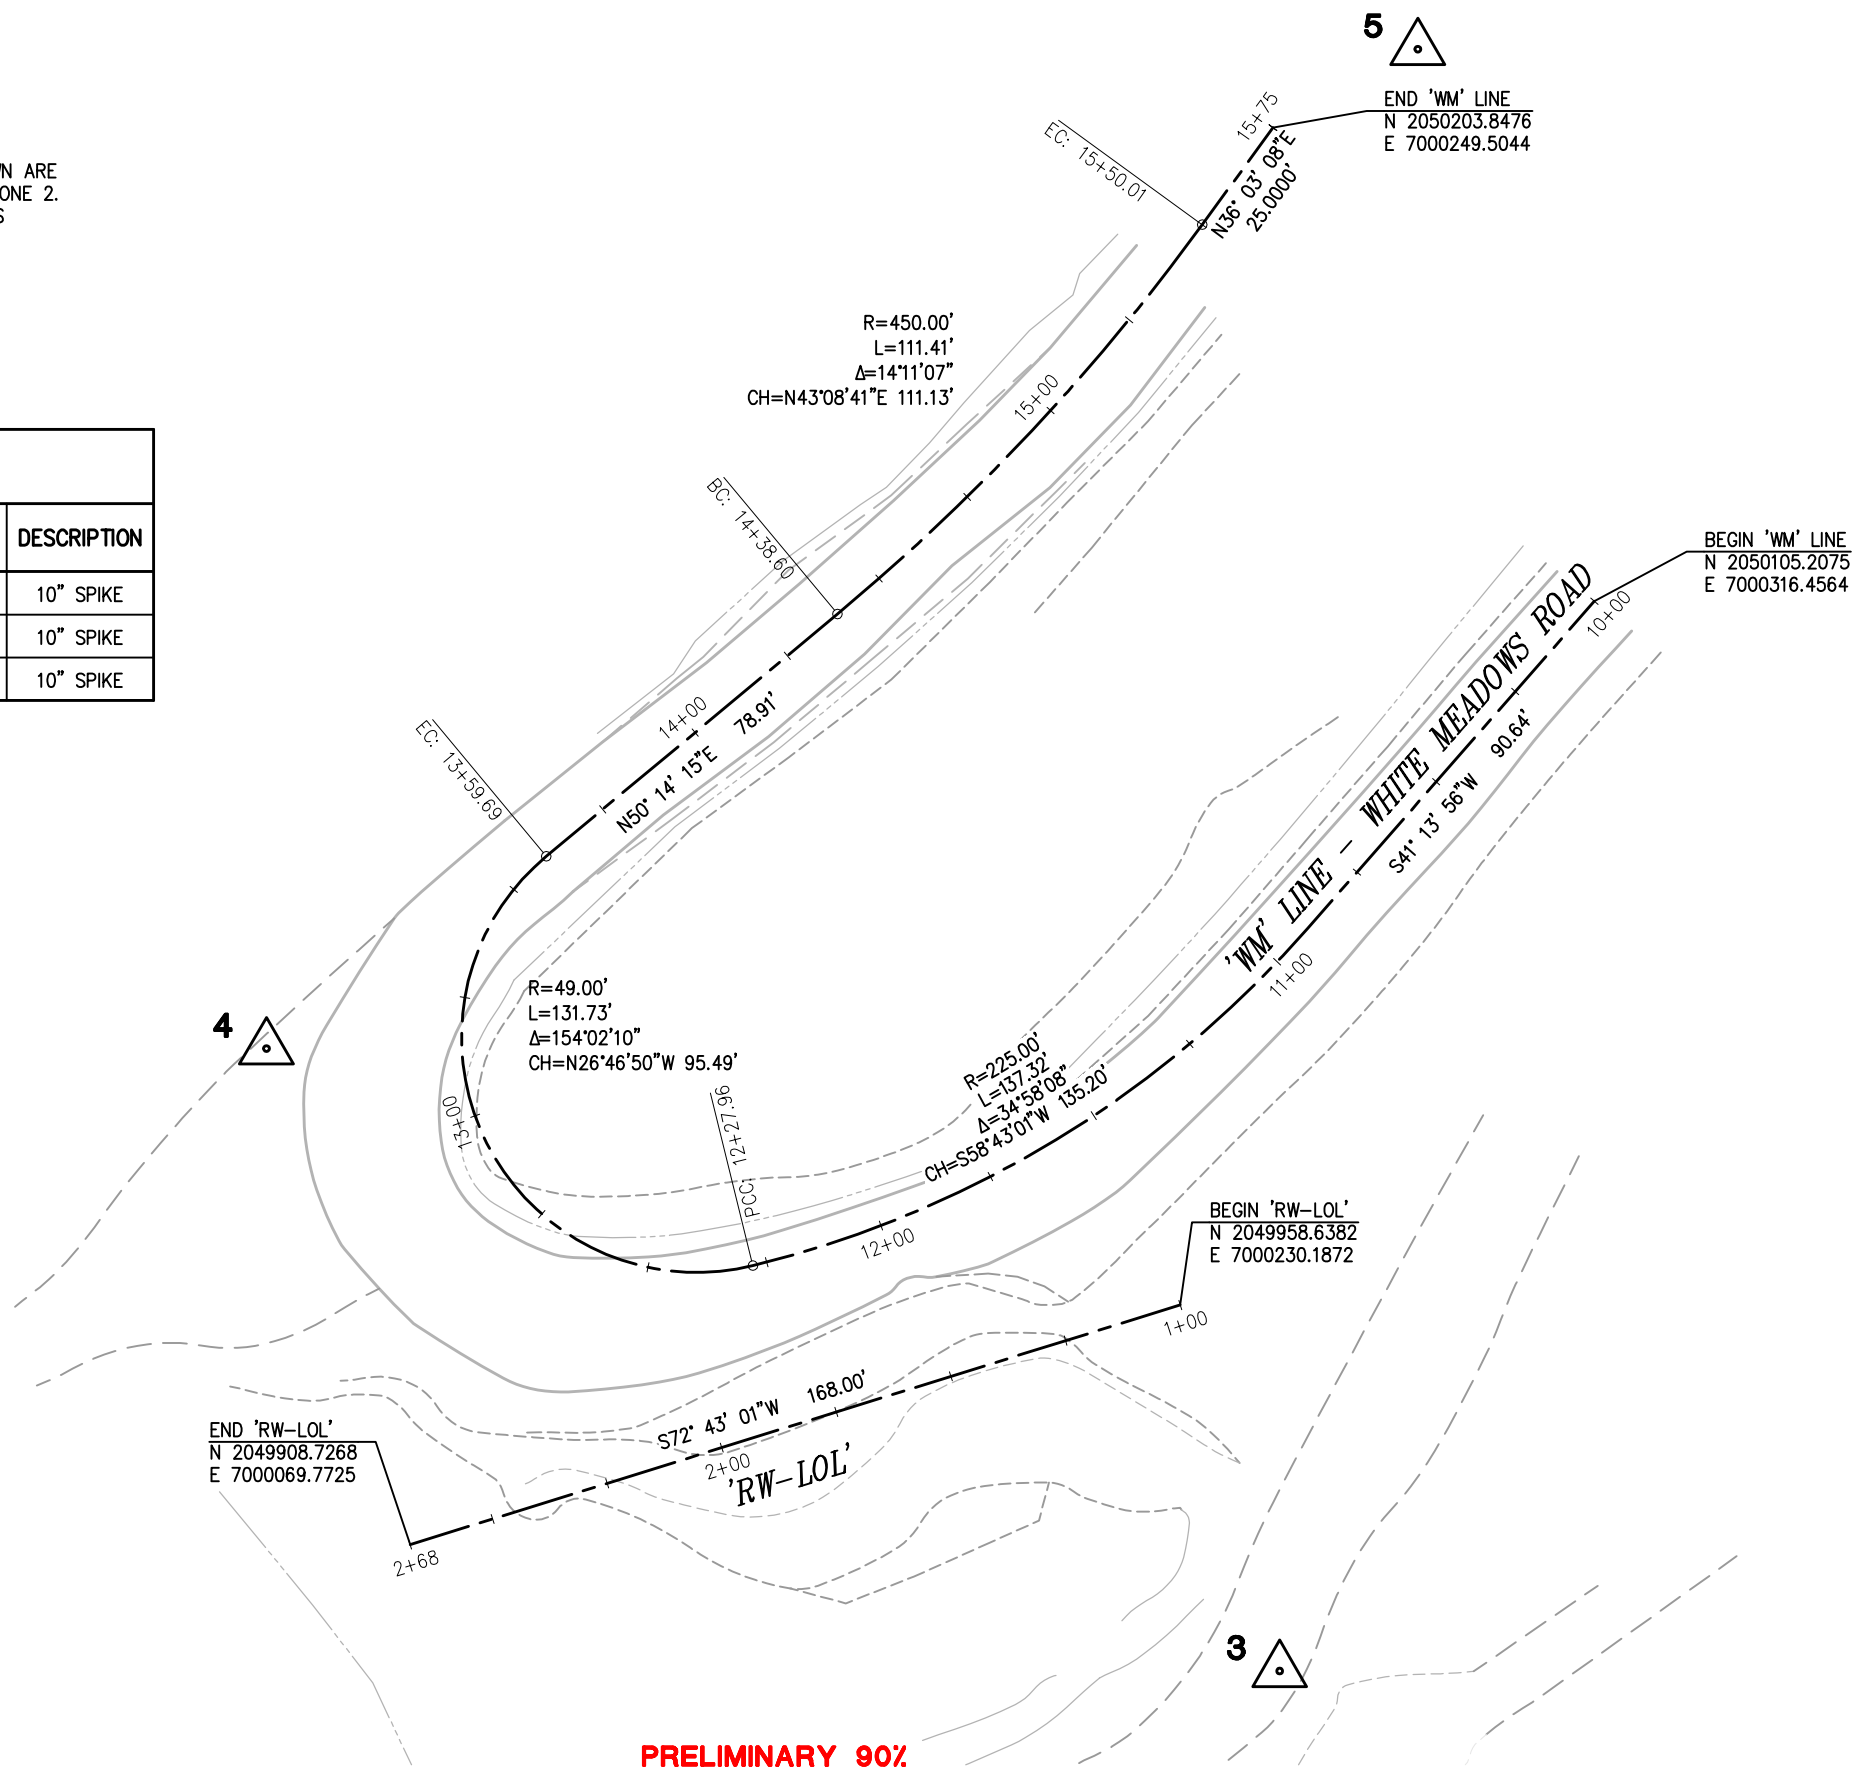 5
END 'WM' LINE
N 2050203.8476
E 7000249.5044
15+75
EC: 15+50.01
N36° 03' 08"E
25.0000'
WN ARE
ONE 2.
S
R=450.00'
L=111.41'
Δ=14°11'07"
CH=N43°08'41"E 111.13'
15+00
BC: 14+38.60
DESCRIPTION
10" SPIKE
10" SPIKE
10" SPIKE
BEGIN 'WM' LINE
N 2050105.2075
E 7000316.4564
10+00
'WM' LINE - WHITE MEADOWS ROAD
S41° 13' 56"W 90.64'
14+00
N50° 14' 15"E 78.91'
EC: 13+59.69
11+00
4
R=49.00'
L=131.73'
Δ=154°02'10"
CH=N26°46'50"W 95.49'
R=225.00'
L=137.32'
Δ=34°58'08"
CH=S58°43'01"W 135.20'
13+00
PCC: 12+27.96
12+00
BEGIN 'RW-LOL'
N 2049958.6382
E 7000230.1872
1+00
S72° 43' 01"W 168.00'
2+00
'RW-LOL'
END 'RW-LOL'
N 2049908.7268
E 7000069.7725
2+68
3
PRELIMINARY 90%